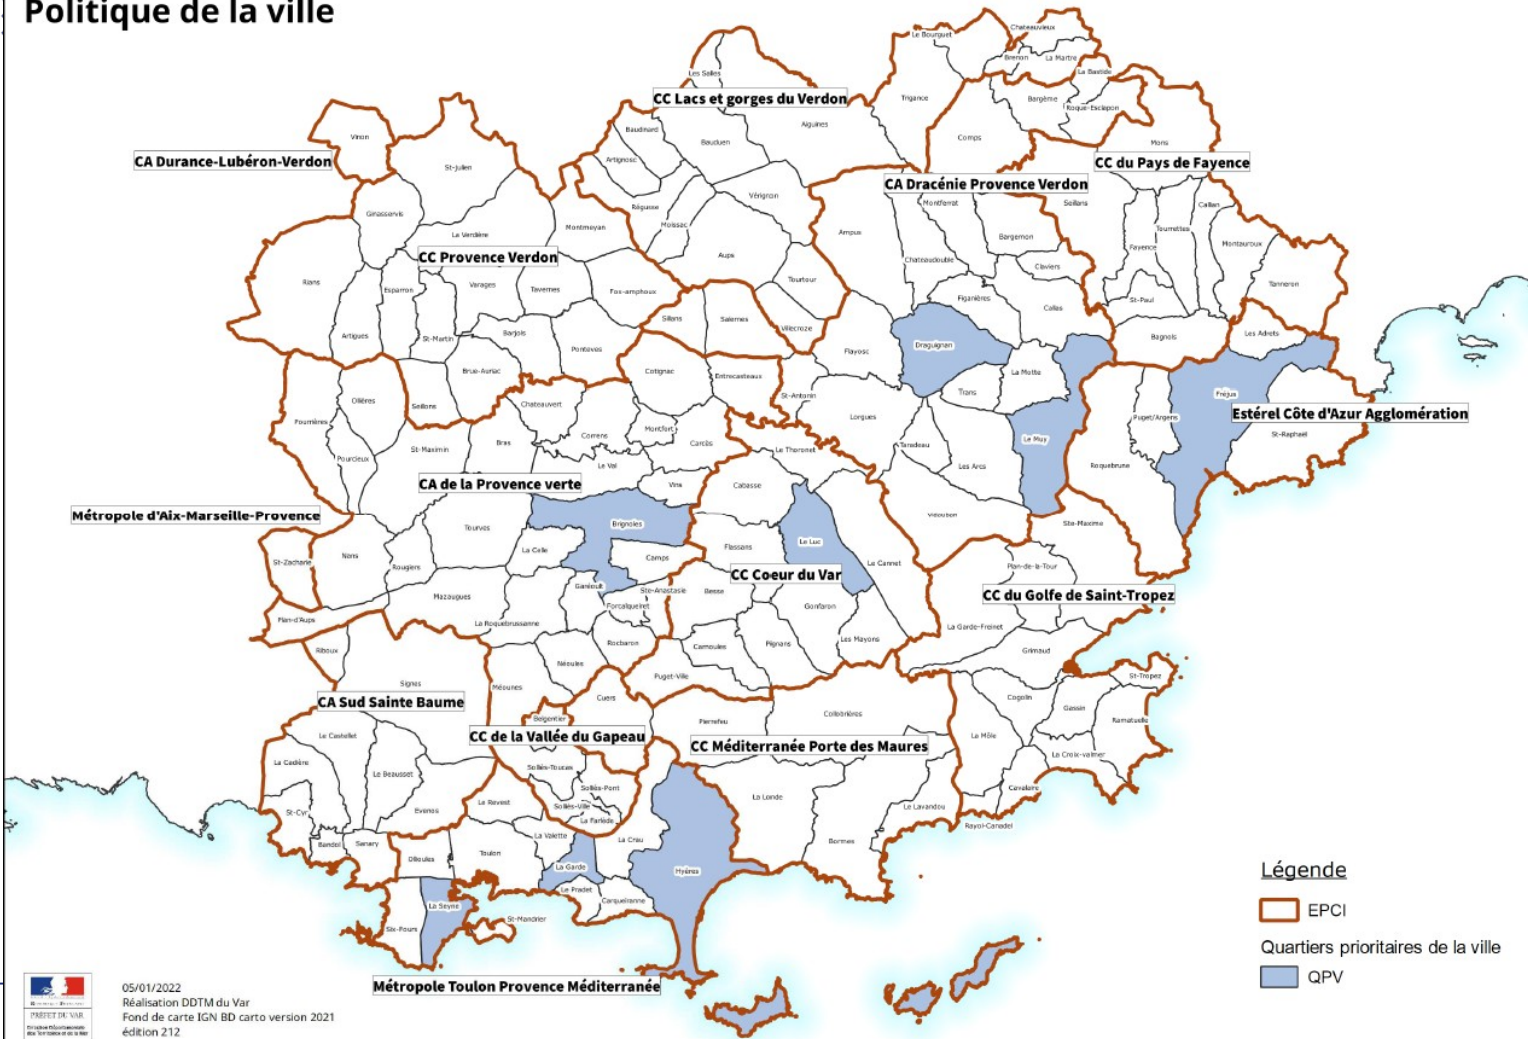 Politique de la ville
Chateauvieux
Le Bourguet
Brenon
La Martre
La Bastide
Les Salles
CC Lacs et gorges du Verdon
Trigance
Bargème
Roque-Esclapon
Vinon
Baudinard
Aiguines
Comps
Mons
Bauduen
CA Durance-Lubéron-Verdon
St-Julien
Artignosc
CC du Pays de Fayence
CA Dracénie Provence Verdon
Vérignon
Montferrat
Seillans
Callian
Ginasservis
Régusse
Moissac
Montmeyan
La Verdière
Ampus
Bargemon
Tourrettes
Fayence
Montauroux
CC Provence Verdon
Aups
Chateaudouble
Claviers
Rians
Esparron
Varages
Tavernes
Fox-amphoux
Tourtour
Figanières
Callas
St-Paul
Tanneron
Artigues
St-Martin
Barjols
Sillans
Salernes
Villecroze
Les Adrets
Bagnols
Ponteves
Flayosc
Draguignan
La Motte
Brue-Auriac
Cotignac
Entrecasteaux
Trans
Fréjus
Ollières
Seillons
Chateauvert
St-Antonin
Lorgues
Puget/Argens
Estérel Côte d'Azur Agglomération
St-Raphaël
Fourrières
Montfort
Correns
Carcès
Bras
St-Maximin
Le Thoronet
Taradeau
Le Muy
Pourcieux
Le Val
Les Arcs
Roquebrune
CA de la Provence verte
Vins
Cabasse
Métropole d'Aix-Marseille-Provence
Tourves
Brignoles
Vidauban
Ste-Maxime
Le Luc
La Celle
Flassans
Nans
St-Zacharie
Rougiers
Camps
Le Cannet
Plan-de-la-Tour
CC Coeur du Var
Garéoult
Ste-Anastasie
Besse
CC du Golfe de Saint-Tropez
Mazaugues
Forcalqueiret
Gonfaron
Plan-d'Aups
La Roquebrussanne
La Garde-Freinet
Rocbaron
Camoules
Pignans
Les Mayons
Riboux
Grimaud
Néoules
Puget-Ville
St-Tropez
Signes
Méounes
Cuers
Cogolin
CA Sud Sainte Baume
Gassin
Belgentier
Pierrefeu
Collobrières
Ramatuelle
Le Castellet
CC de la Vallée du Gapeau
La Môle
CC Méditerranée Porte des Maures
La Croix-valmer
La Cadière
Solliès-Toucas
Le Beausset
Solliès-Pont
Cavalaire
La Londe
Le Revest
Solliès-Ville
Le Lavandou
St-Cyr
Evenos
La Farlède
Rayol-Canadel
La Valette
La Crau
Bandol
Sanary
Bormes
Toulon
Ollioules
La Garde
Hyères
Légende
Le Pradet
Carqueiranne
La Seyne
EPCI
St-Mandrier
Six-Fours
Quartiers prioritaires de la ville
QPV
Métropole Toulon Provence Méditerranée
PRÉFET DU VAR
05/01/2022
Réalisation DDTM du Var
Fond de carte IGN BD carto version 2021
édition 212